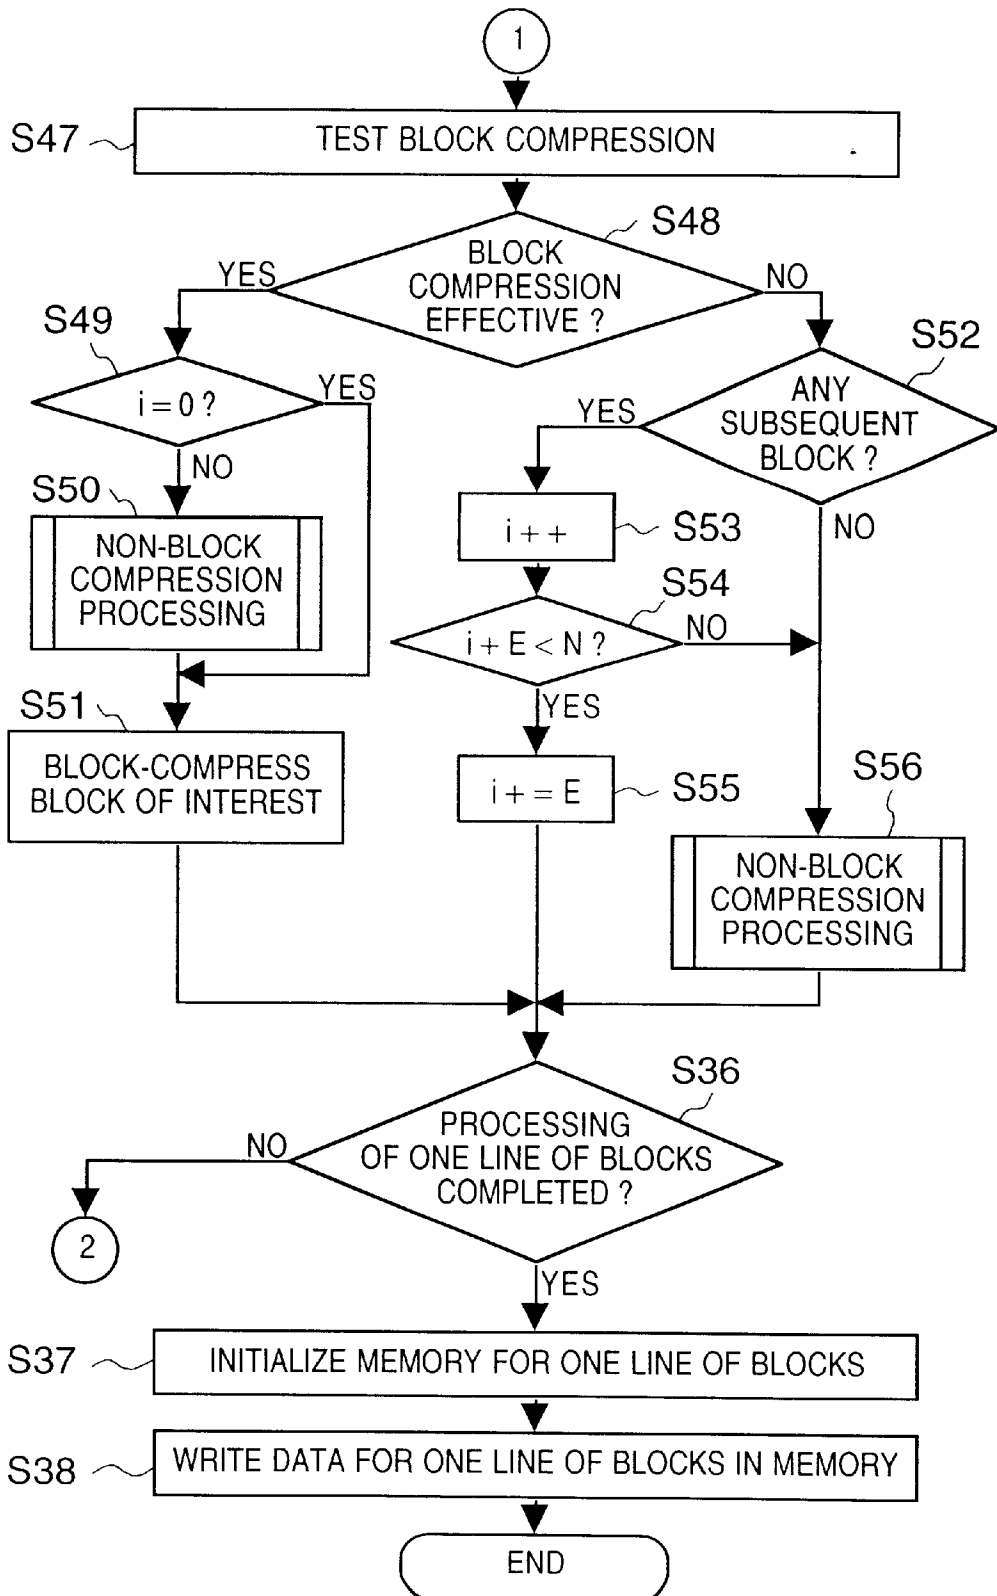 1
S47
TEST BLOCK COMPRESSION
S48
BLOCK
COMPRESSION
EFFECTIVE ?
YES
NO
S49
i = 0 ?
YES
NO
S52
ANY
SUBSEQUENT
BLOCK ?
YES
NO
S50
NON-BLOCK
COMPRESSION
PROCESSING
i + +
S53
S54
i + E < N ?
NO
YES
S51
BLOCK-COMPRESS
BLOCK OF INTEREST
i + = E
S55
S56
NON-BLOCK
COMPRESSION
PROCESSING
S36
PROCESSING
OF ONE LINE OF BLOCKS
COMPLETED ?
NO
2
YES
S37
INITIALIZE MEMORY FOR ONE LINE OF BLOCKS
S38
WRITE DATA FOR ONE LINE OF BLOCKS IN MEMORY
END